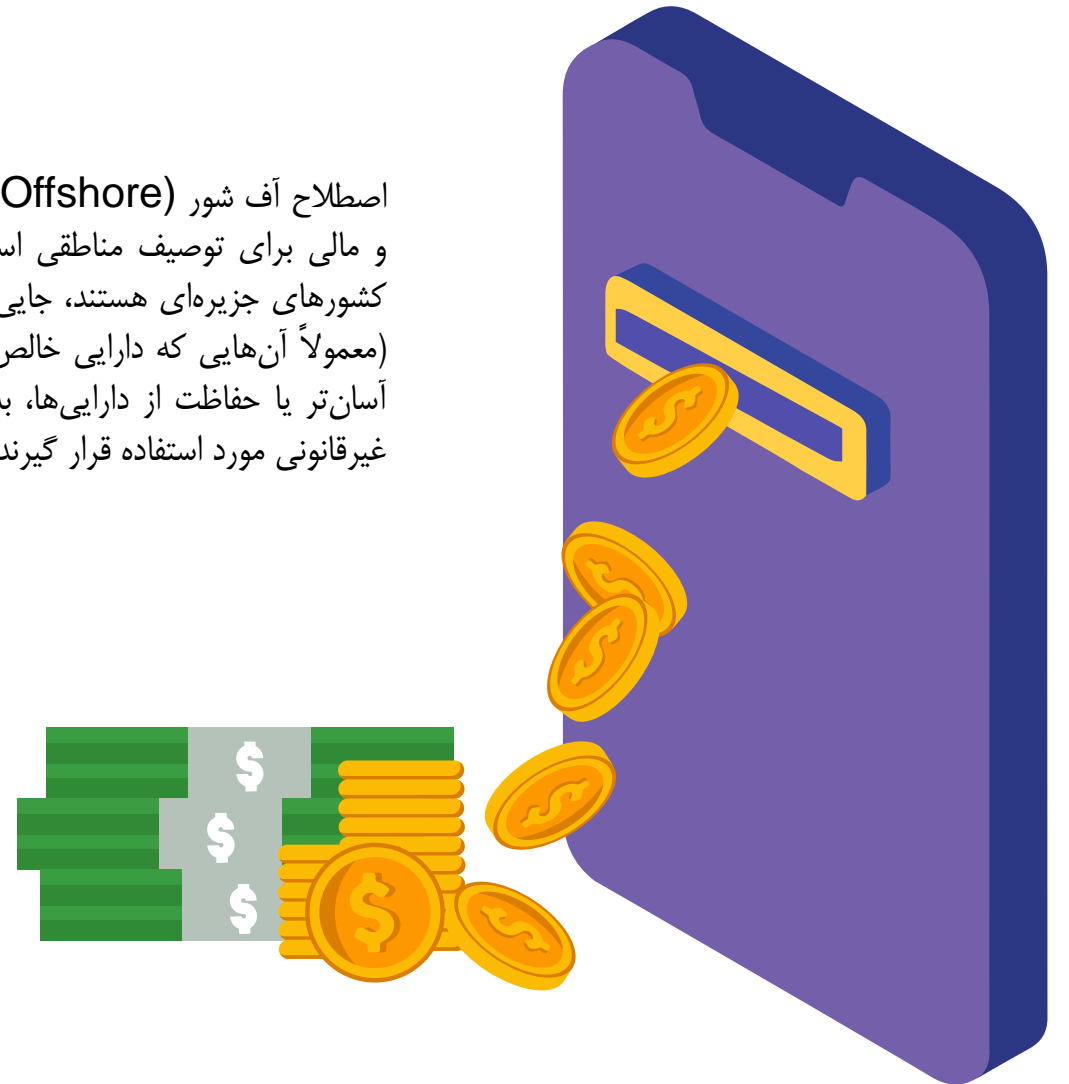 اصطلاح آف شور (Offshore
و مالی برای توصیف مناطقی
کشورهای جزیره‌ای هستند، جایی
(معمولاً آن‌هایی که دارایی خالص
آسان‌تر یا حفاظت از دارایی‌ها،
غیرقانونی مورد استفاده قرار گیرند